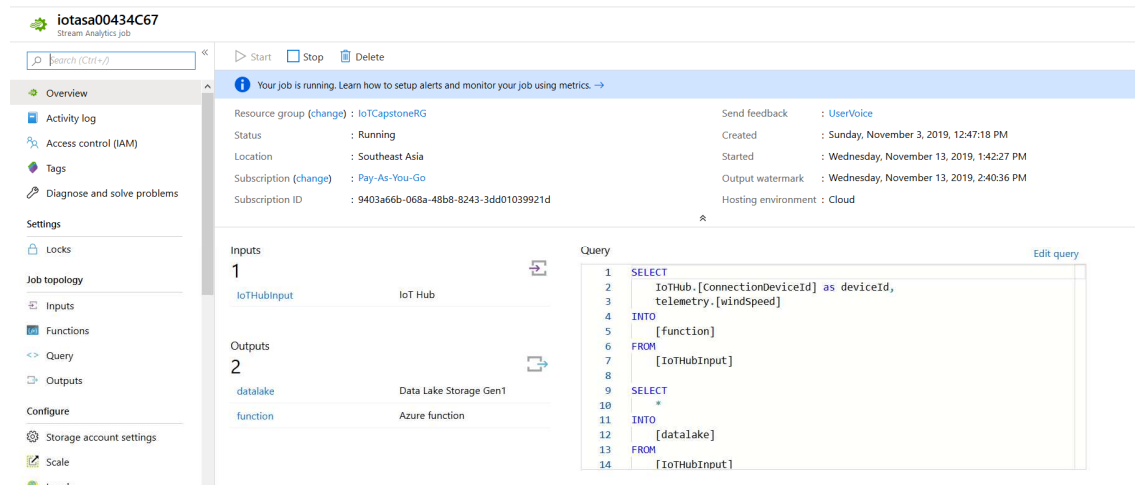 iotasa00434C67
Stream Analytics job
Search (Ctrl+/)
«
Overview
Activity log
Access control (IAM)
Tags
Diagnose and solve problems
Settings
Locks
Job topology
Inputs
Functions
Query
Outputs
Configure
Storage account settings
Scale
Start Stop Delete
Your job is running. Learn how to setup alerts and monitor your job using metrics. →
Resource group (change) : IoTCapstoneRG
Status : Running
Location : Southeast Asia
Subscription (change) : Pay-As-You-Go
Subscription ID : 9403a66b-068a-48b8-8243-3dd01039921d
Send feedback : UserVoice
Created : Sunday, November 3, 2019, 12:47:18 PM
Started : Wednesday, November 13, 2019, 1:42:27 PM
Output watermark : Wednesday, November 13, 2019, 2:40:36 PM
Hosting environment : Cloud
Inputs
1
IoTHubInput IoT Hub
Outputs
2
datalake Data Lake Storage Gen1
function Azure function
Query
Edit query
1 SELECT
2 IoTHub.[ConnectionDeviceId] as deviceId,
3 telemetry.[windSpeed]
4 INTO
5 [function]
6 FROM
7 [IoTHubInput]
8
9 SELECT
10 *
11 INTO
12 [datalake]
13 FROM
14 [IoTHubInput]